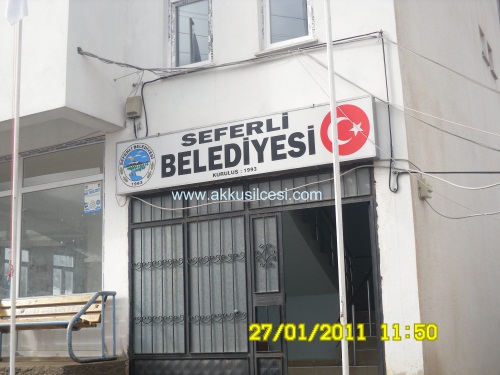 SEFERLİ
BELEDİYESİ
KURULUŞ : 1993
www.akkusilcesi.com
27/01/2011 11:50